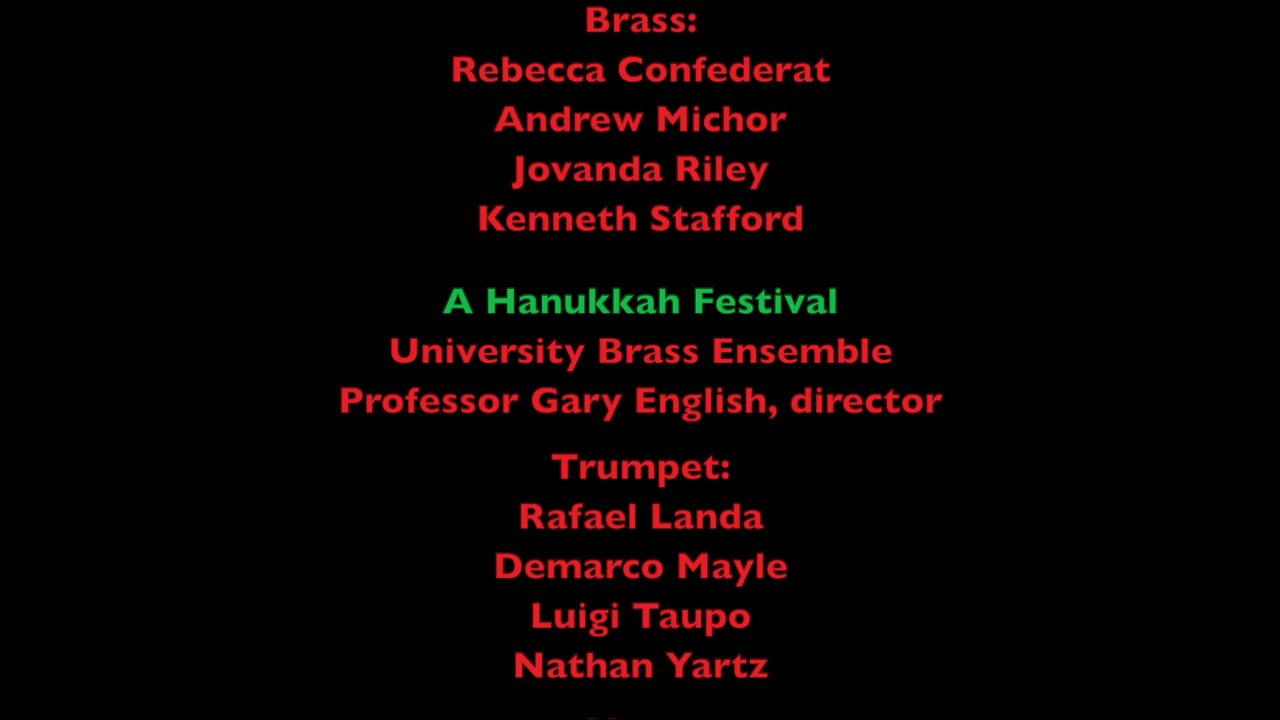 Brass:
Rebecca Confederat
Andrew Michor
Jovanda Riley
Kenneth Stafford
A Hanukkah Festival
University Brass Ensemble
Professor Gary English, director
Trumpet:
Rafael Landa
Demarco Mayle
Luigi Taupo
Nathan Yartz